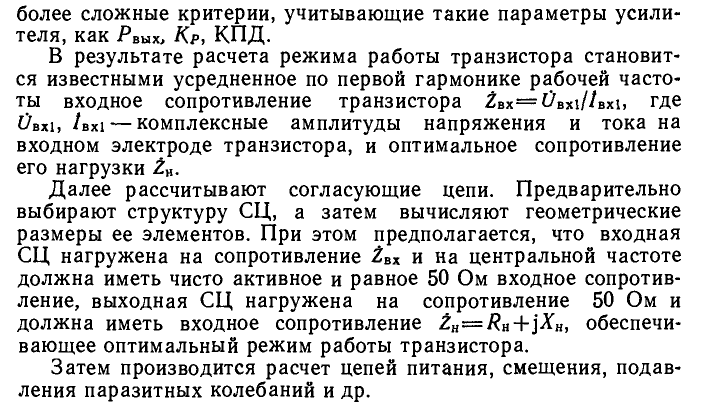 более сложные критерии, учитывающие такие параметры усили-
теля, как Pвых, KP, КПД.
В результате расчета режима работы транзистора становит-
ся известными усредненное по первой гармонике рабочей часто-
ты входное сопротивление транзистора Żвх=U̇вх1/İвх1, где
U̇вх1, İвх1 — комплексные амплитуды напряжения и тока на
входном электроде транзистора, и оптимальное сопротивление
его нагрузки Żн.
Далее рассчитывают согласующие цепи. Предварительно
выбирают структуру СЦ, а затем вычисляют геометрические
размеры ее элементов. При этом предполагается, что входная
СЦ нагружена на сопротивление Żвх и на центральной частоте
должна иметь чисто активное и равное 50 Ом входное сопротив-
ление, выходная СЦ нагружена на сопротивление 50 Ом и
должна иметь входное сопротивление Żн=Rн+jXн, обеспечи-
вающее оптимальный режим работы транзистора.
Затем производится расчет цепей питания, смещения, подав-
ления паразитных колебаний и др.